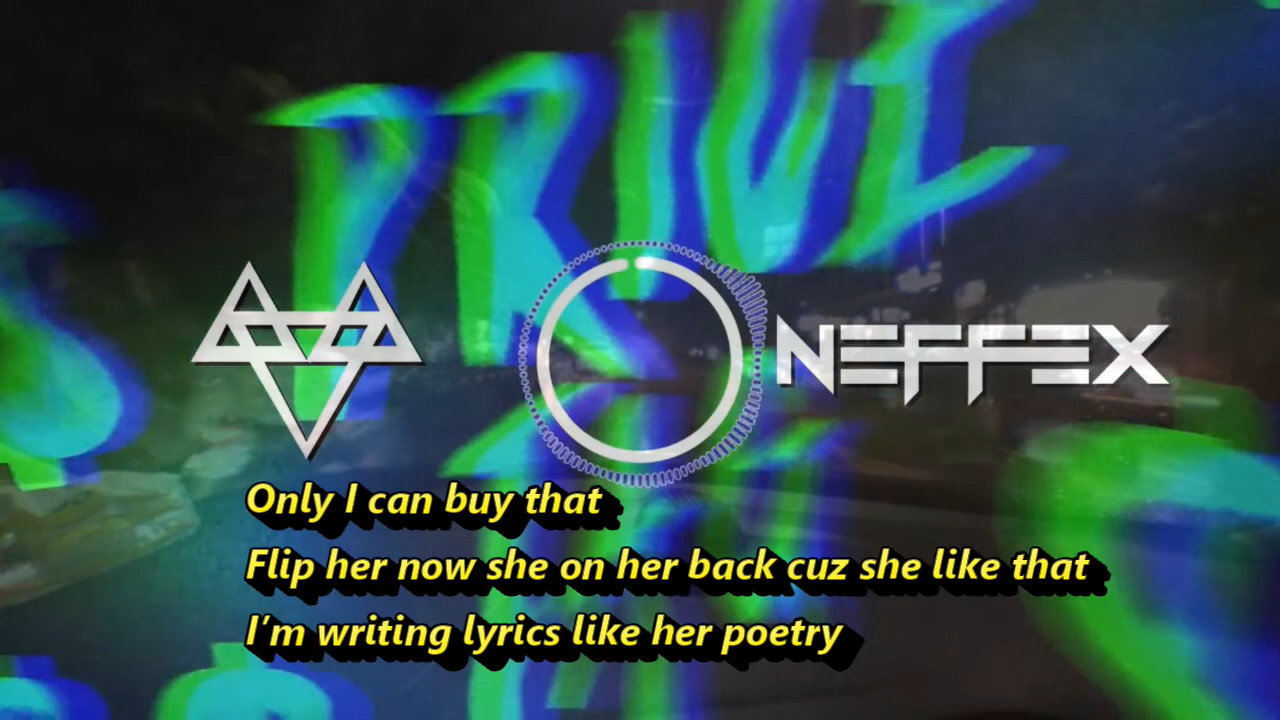 NEFFEX
Only I can buy that
Flip her now she on her back cuz she like that
I'm writing lyrics like her poetry